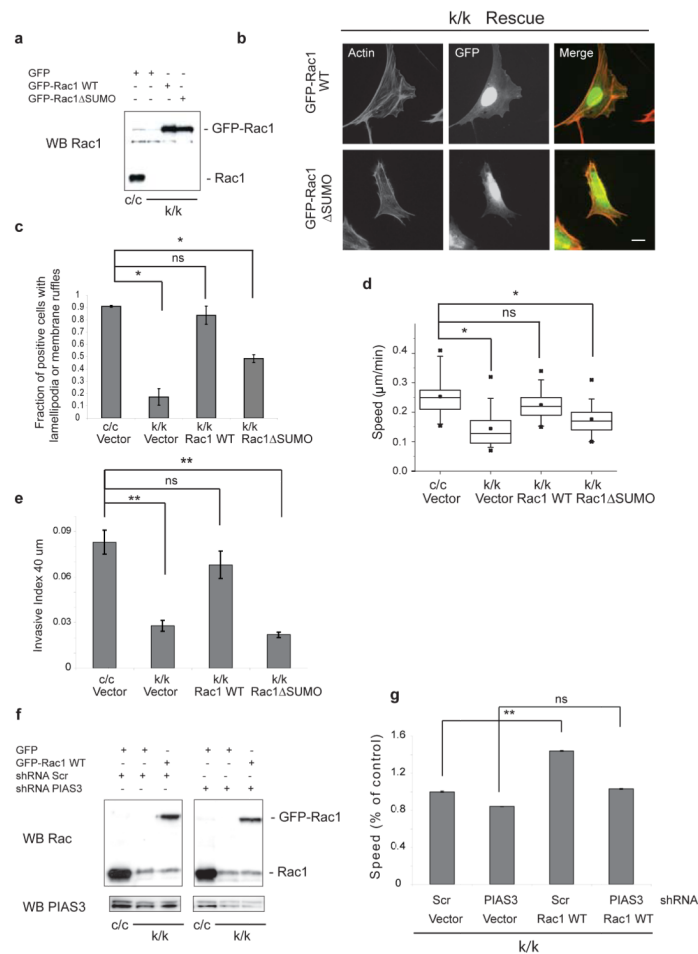 a
GFP + + - -
GFP-Rac1 WT - - + -
GFP-Rac1ΔSUMO - - - +
WB Rac1
- GFP-Rac1
- Rac1
c/c
k/k
b
k/k Rescue
GFP-Rac1 WT
Actin
GFP
Merge
GFP-Rac1 ΔSUMO
c
Fraction of positive cells with lamellipodia or membrane ruffles
*
ns
*
1
0.9
0.8
0.7
0.6
0.5
0.4
0.3
0.2
0.1
0
c/c k/k k/k k/k
Vector Vector Rac1 WT Rac1ΔSUMO
d
Speed (µm/min)
*
ns
*
0.3
0.2
0.1
0.0
c/c k/k k/k k/k
Vector Vector Rac1 WT Rac1ΔSUMO
e
Invasive Index 40 um
**
ns
**
0.09
0.06
0.03
0
c/c k/k k/k k/k
Vector Vector Rac1 WT Rac1ΔSUMO
f
GFP + + - + + -
GFP-Rac1 WT - - + - - +
shRNA Scr + + + - - -
shRNA PIAS3 - - - + + +
WB Rac
- GFP-Rac1
- Rac1
WB PIAS3
c/c k/k c/c k/k
g
Speed (% of control)
ns
**
1.6
1.2
0.8
0.4
0
Scr PIAS3 Scr PIAS3 shRNA
Vector Vector Rac1 WT Rac1 WT
k/k